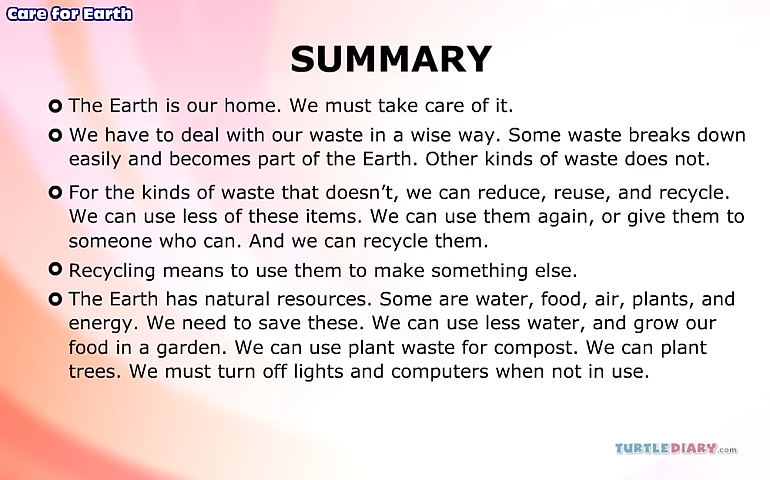 Care for Earth
SUMMARY
The Earth is our home. We must take care of it.
We have to deal with our waste in a wise way. Some waste breaks down
easily and becomes part of the Earth. Other kinds of waste does not.
For the kinds of waste that doesn’t, we can reduce, reuse, and recycle.
We can use less of these items. We can use them again, or give them to
someone who can. And we can recycle them.
Recycling means to use them to make something else.
The Earth has natural resources. Some are water, food, air, plants, and
energy. We need to save these. We can use less water, and grow our
food in a garden. We can use plant waste for compost. We can plant
trees. We must turn off lights and computers when not in use.
TURTLEDIARY.com